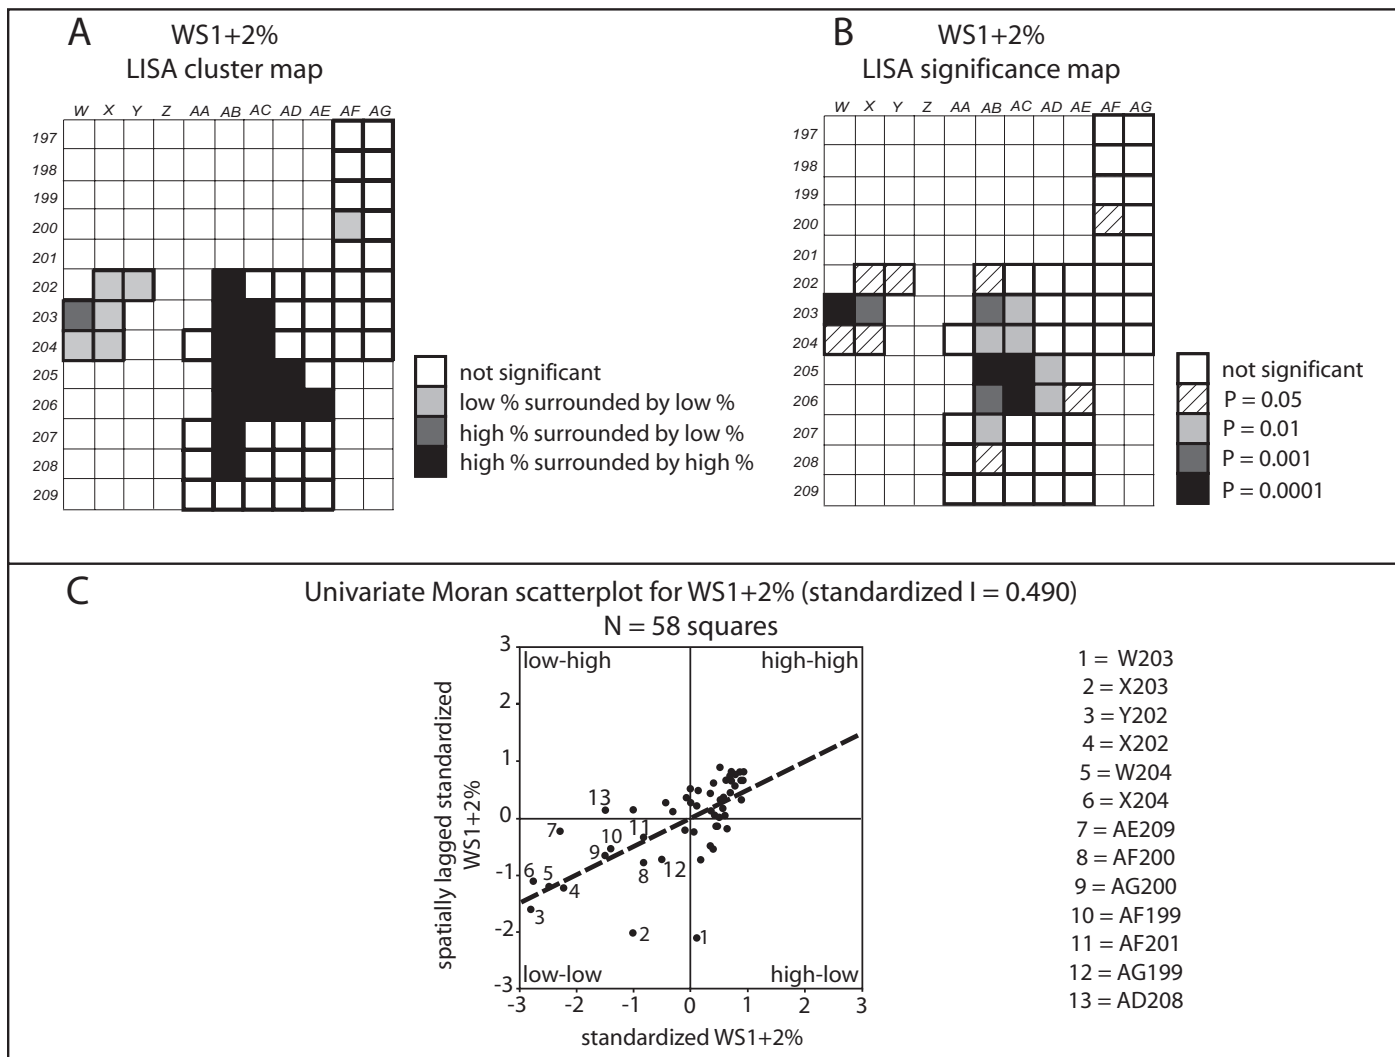 A
WS1+2%
LISA cluster map
W X Y Z AA AB AC AD AE AF AG
197
198
199
200
201
202
203
204
205
206
207
208
209
not significant
low % surrounded by low %
high % surrounded by low %
high % surrounded by high %
B
WS1+2%
LISA significance map
W X Y Z AA AB AC AD AE AF AG
197
198
199
200
201
202
203
204
205
206
207
208
209
not significant
P = 0.05
P = 0.01
P = 0.001
P = 0.0001
C
Univariate Moran scatterplot for WS1+2% (standardized I = 0.490)
N = 58 squares
spatially lagged standardized
WS1+2%
3
2
1
0
-1
-2
-3
low-high
high-high
13
11
7
10
9
12
8
6
5
4
3
2
1
low-low
high-low
-3 -2 -1 0 1 2 3
standardized WS1+2%
1 = W203
2 = X203
3 = Y202
4 = X202
5 = W204
6 = X204
7 = AE209
8 = AF200
9 = AG200
10 = AF199
11 = AF201
12 = AG199
13 = AD208